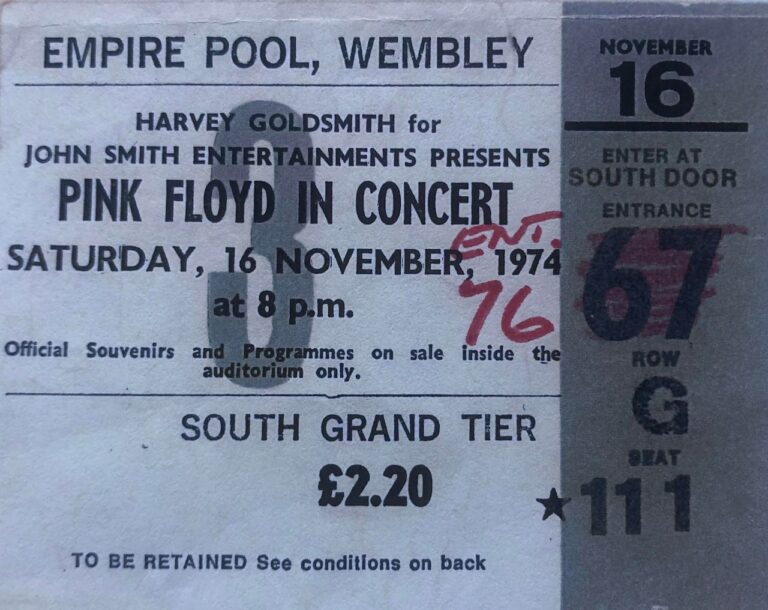 EMPIRE POOL, WEMBLEY
3
HARVEY GOLDSMITH for
JOHN SMITH ENTERTAINMENTS PRESENTS
PINK FLOYD IN CONCERT
SATURDAY, 16 NOVEMBER, 1974
at 8 p.m.
ENT.
76
Official Souvenirs and Programmes on sale inside the
auditorium only.
SOUTH GRAND TIER
£2.20
TO BE RETAINED See conditions on back
NOVEMBER
16
ENTER AT
SOUTH DOOR
ENTRANCE
67
ROW
G
SEAT
★111